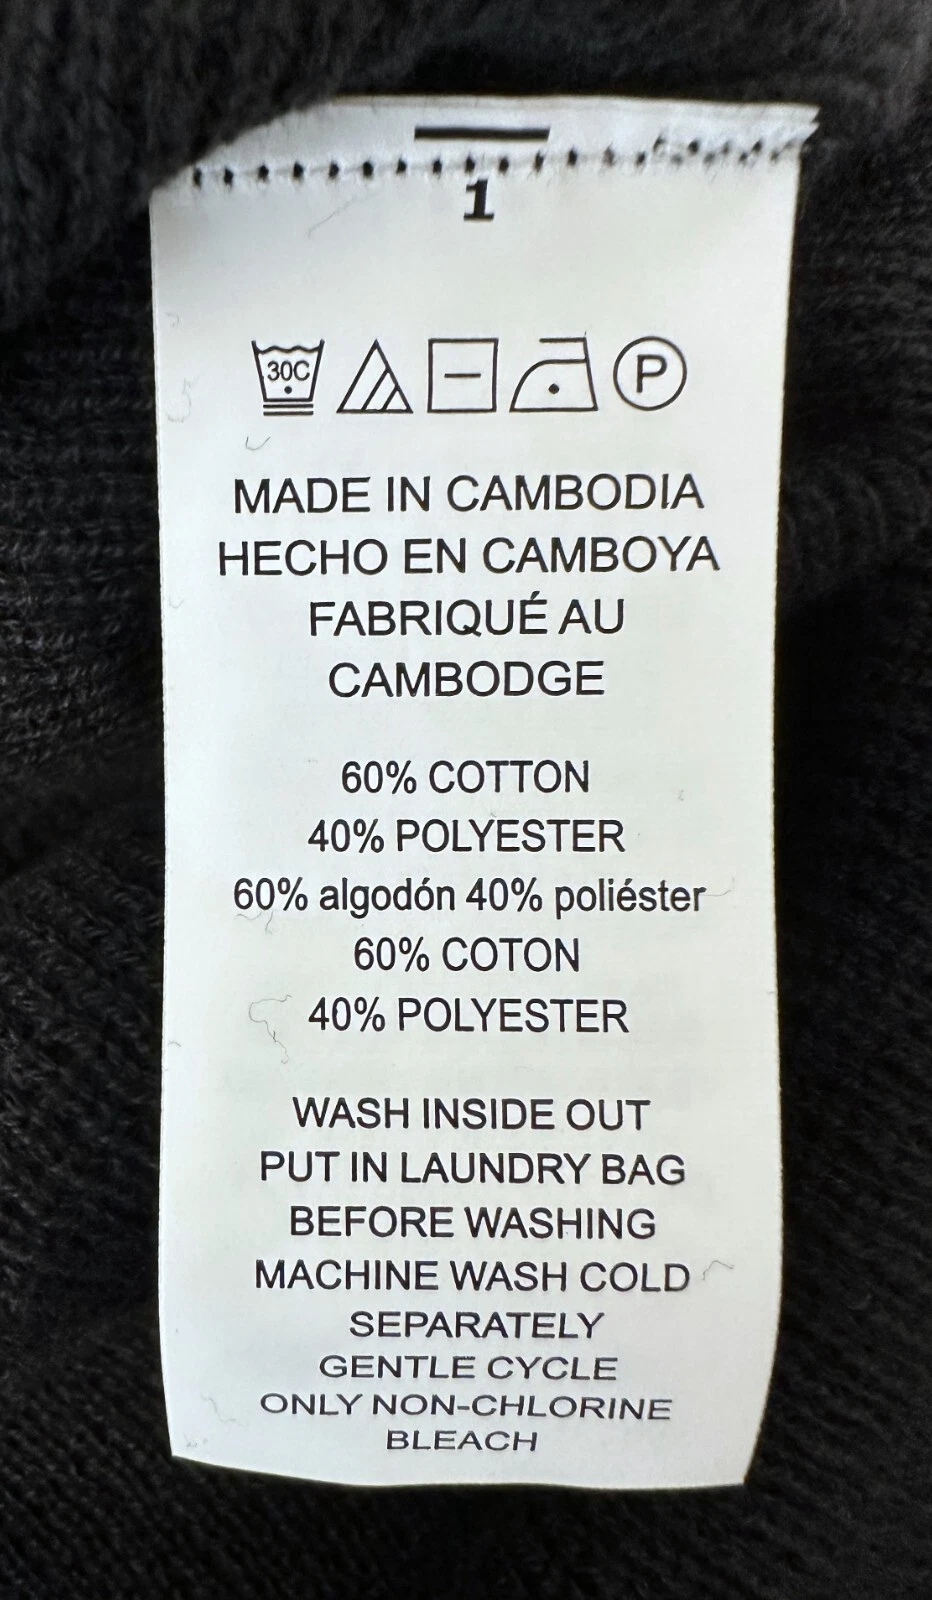 1
30C
P
MADE IN CAMBODIA
HECHO EN CAMBOYA
FABRIQUÉ AU
CAMBODGE
60% COTTON
40% POLYESTER
60% algodón 40% poliéster
60% COTON
40% POLYESTER
WASH INSIDE OUT
PUT IN LAUNDRY BAG
BEFORE WASHING
MACHINE WASH COLD
SEPARATELY
GENTLE CYCLE
ONLY NON-CHLORINE
BLEACH